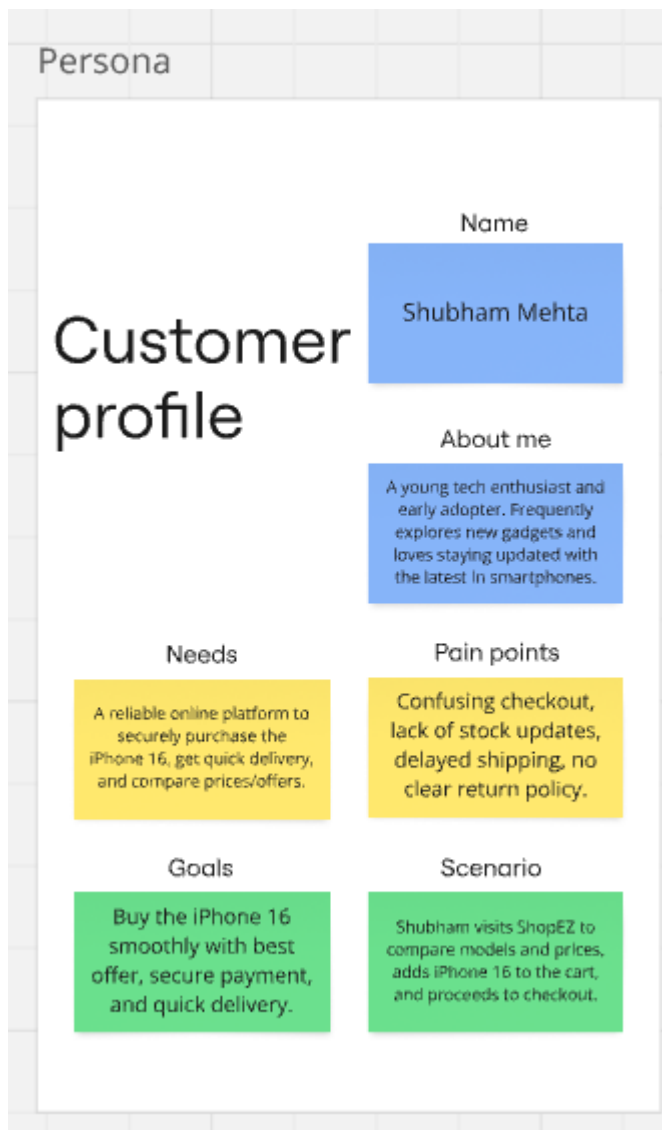 Persona
Customer
profile
Name
Shubham Mehta
About me
A young tech enthusiast and
early adopter. Frequently
explores new gadgets and
loves staying updated with
the latest in smartphones.
Needs
A reliable online platform to
securely purchase the
iPhone 16, get quick delivery,
and compare prices/offers.
Pain points
Confusing checkout,
lack of stock updates,
delayed shipping, no
clear return policy.
Goals
Buy the iPhone 16
smoothly with best
offer, secure payment,
and quick delivery.
Scenario
Shubham visits ShopEZ to
compare models and prices,
adds iPhone 16 to the cart,
and proceeds to checkout.